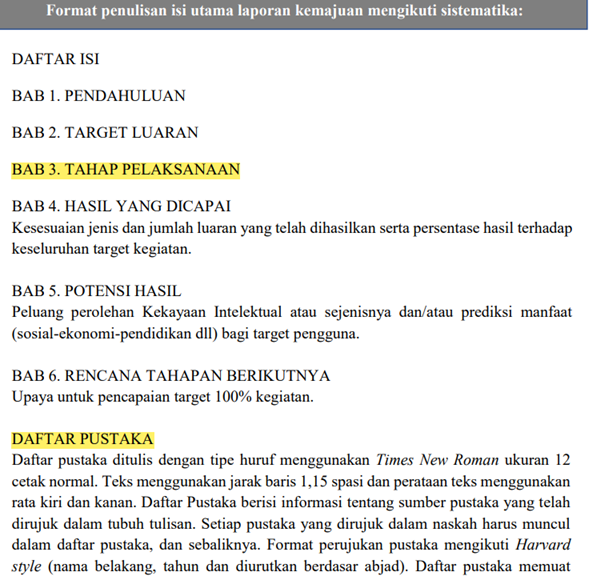 Format penulisan isi utama laporan kemajuan mengikuti sistematika:
DAFTAR ISI
BAB 1. PENDAHULUAN
BAB 2. TARGET LUARAN
BAB 3. TAHAP PELAKSANAAN
BAB 4. HASIL YANG DICAPAI
Kesesuaian jenis dan jumlah luaran yang telah dihasilkan serta persentase hasil terhadap
keseluruhan target kegiatan.
BAB 5. POTENSI HASIL
Peluang perolehan Kekayaan Intelektual atau sejenisnya dan/atau prediksi manfaat
(sosial-ekonomi-pendidikan dll) bagi target pengguna.
BAB 6. RENCANA TAHAPAN BERIKUTNYA
Upaya untuk pencapaian target 100% kegiatan.
DAFTAR PUSTAKA
Daftar pustaka ditulis dengan tipe huruf menggunakan Times New Roman ukuran 12
cetak normal. Teks menggunakan jarak baris 1,15 spasi dan perataan teks menggunakan
rata kiri dan kanan. Daftar Pustaka berisi informasi tentang sumber pustaka yang telah
dirujuk dalam tubuh tulisan. Setiap pustaka yang dirujuk dalam naskah harus muncul
dalam daftar pustaka, dan sebaliknya. Format perujukan pustaka mengikuti Harvard
style (nama belakang, tahun dan diurutkan berdasar abjad). Daftar pustaka memuat